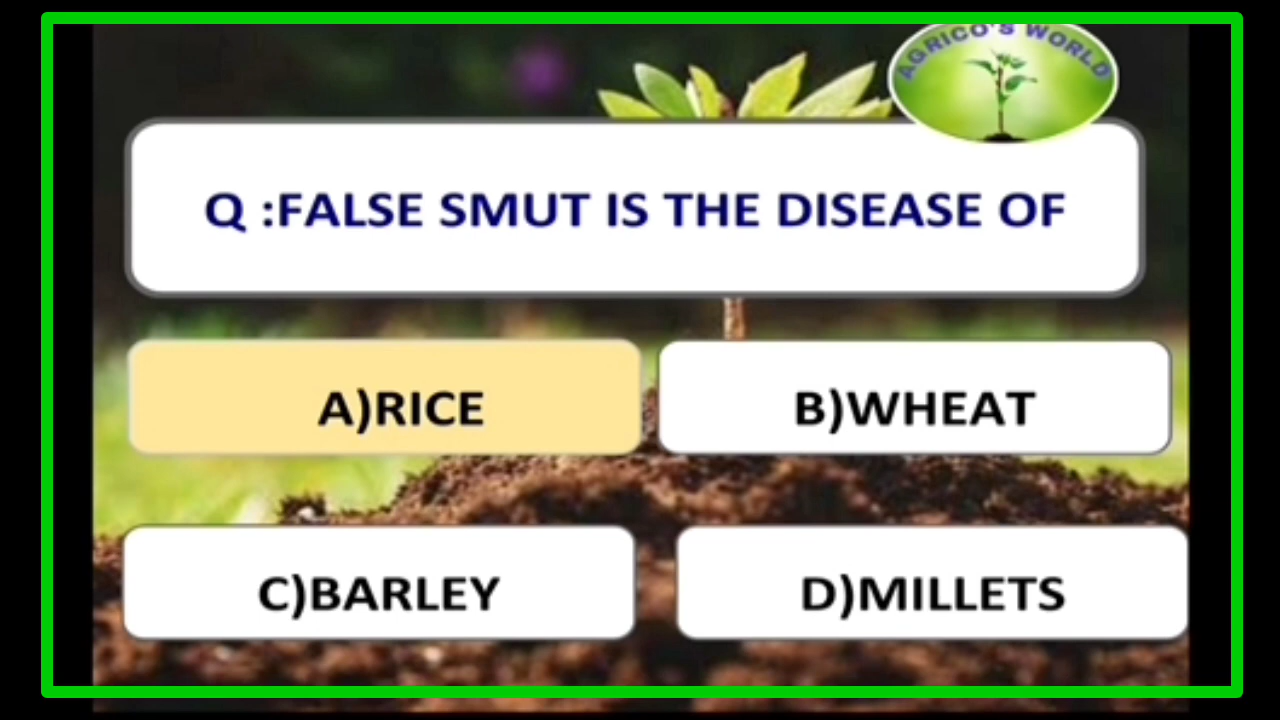 AGRICO'S WORLD
Q :FALSE SMUT IS THE DISEASE OF
A)RICE
B)WHEAT
C)BARLEY
D)MILLETS